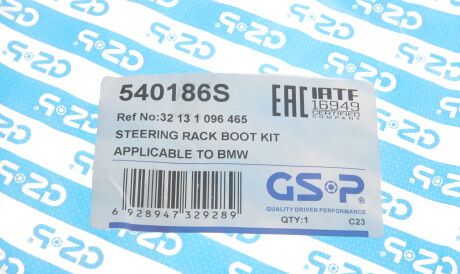 540186S
Ref No:32 13 1 096 465
STEERING RACK BOOT KIT
APPLICABLE TO BMW
6 928947 329289
EAC
IATF
16949
CERTIFIED
COMPANY
GSP
QUALITY DRIVEN PERFORMANCE
QTY:1
C23